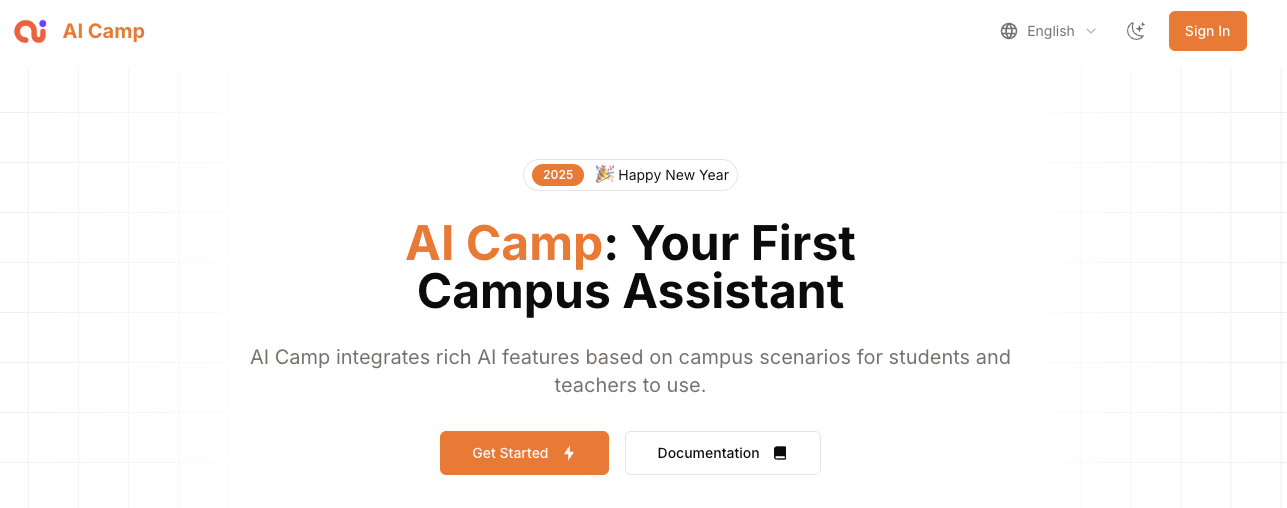 AI Camp
English
Sign In
2025 🎉 Happy New Year
AI Camp: Your First
Campus Assistant
AI Camp integrates rich AI features based on campus scenarios for students and
teachers to use.
Get Started
Documentation